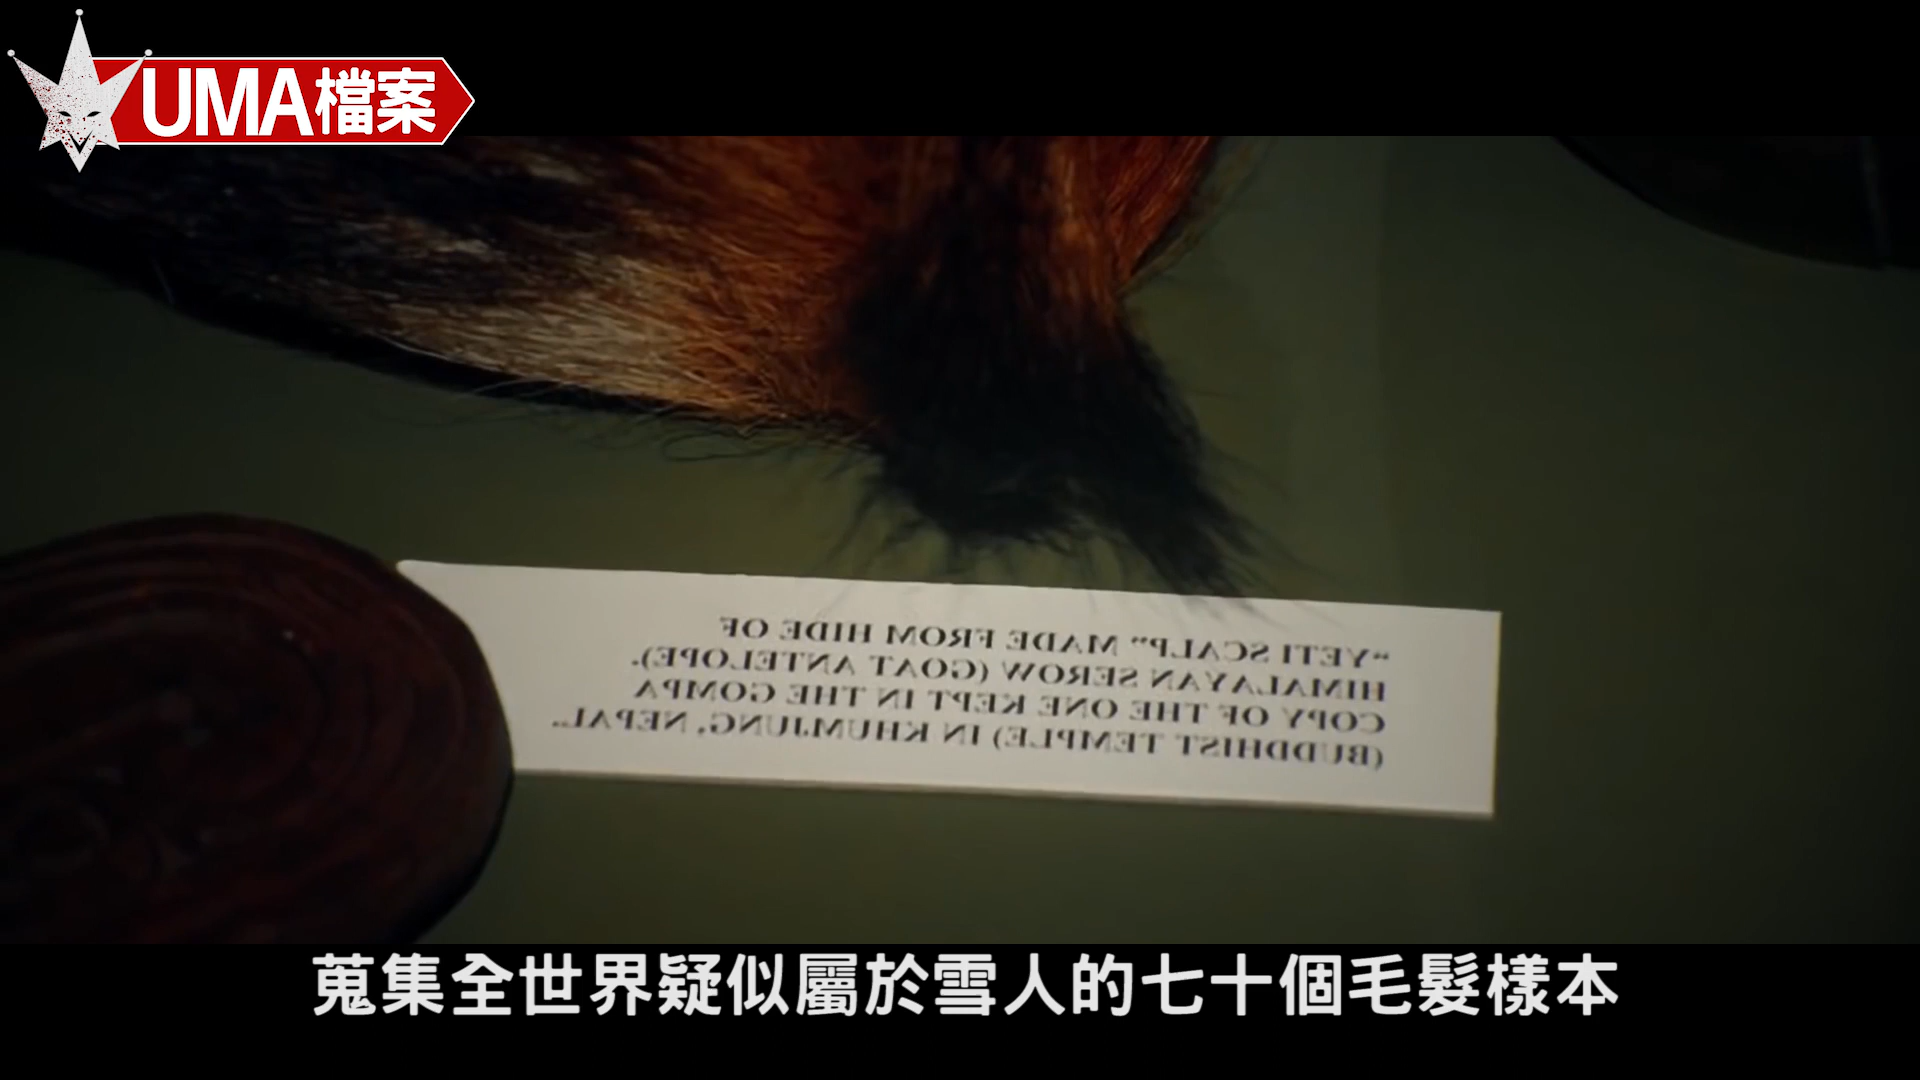 UMA檔案
“YETI SCALP” MADE FROM HIDE OF
HIMALAYAN SEROW (GOAT ANTELOPE).
COPY OF THE ONE KEPT IN THE GOMPA
(BUDDHIST TEMPLE) IN KHUMJUNG, NEPAL.
蒐集全世界疑似屬於雪人的七十個毛髮樣本